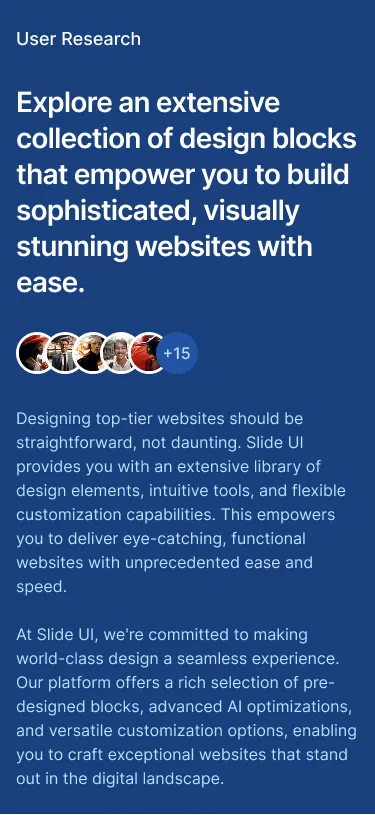 User Research
Explore an extensive
collection of design blocks
that empower you to build
sophisticated, visually
stunning websites with
ease.
+15
Designing top-tier websites should be
straightforward, not daunting. Slide UI
provides you with an extensive library of
design elements, intuitive tools, and flexible
customization capabilities. This empowers
you to deliver eye-catching, functional
websites with unprecedented ease and
speed.
At Slide UI, we're committed to making
world-class design a seamless experience.
Our platform offers a rich selection of pre-
designed blocks, advanced AI optimizations,
and versatile customization options, enabling
you to craft exceptional websites that stand
out in the digital landscape.